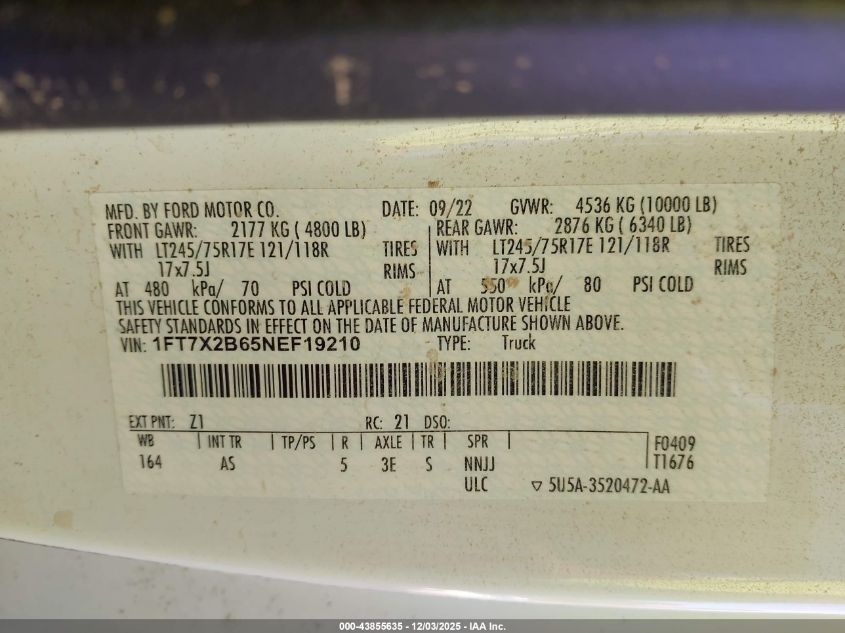 MFD. BY FORD MOTOR CO. DATE: 09/22 GVWR: 4536 KG (10000 LB)
FRONT GAWR: 2177 KG ( 4800 LB) REAR GAWR: 2876 KG ( 6340 LB)
WITH LT245/75R17E 121/118R TIRES WITH LT245/75R17E 121/118R TIRES
17x7.5J RIMS 17x7.5J RIMS
AT 480 kPa/ 70 PSI COLD AT 550 kPa/ 80 PSI COLD
THIS VEHICLE CONFORMS TO ALL APPLICABLE FEDERAL MOTOR VEHICLE
SAFETY STANDARDS IN EFFECT ON THE DATE OF MANUFACTURE SHOWN ABOVE.
VIN: 1FT7X2B65NEF19210 TYPE: Truck
EXT PNT: Z1 RC: 21 DSO:
WB INT TR TP/PS R AXLE TR SPR F0409
164 AS 5 3E S NNJJ T1676
ULC ▽ 5U5A-3520472-AA
000-43855635 - 12/03/2025 - IAA Inc.